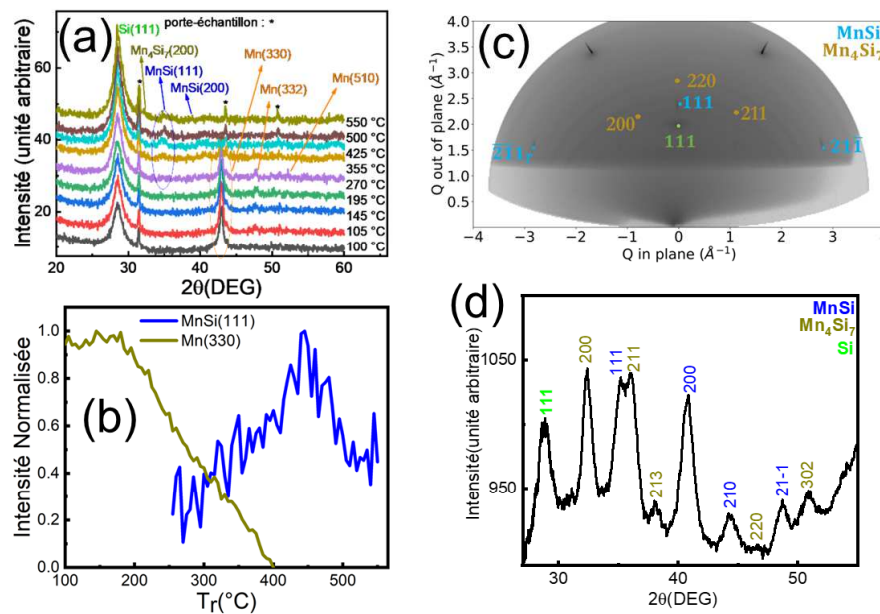 (a)
Si(111)
porte-échantillon : *
Mn₄Si₇(200)
MnSi(111)
MnSi(200)
Mn(330)
Mn(332)
Mn(510)
* * *
550 °C
500 °C
425 °C
355 °C
270 °C
195 °C
145 °C
105 °C
100 °C
Intensité (unité arbitraire)
60
40
20
20 30 40 50 60
2θ(DEG)
(b)
MnSi(111)
Mn(330)
Intensité Normalisée
1.0
0.8
0.6
0.4
0.2
0.0
100 200 300 400 500
Tr(°C)
(c)
MnSi
Mn₄Si₇
Q out of plane (Å⁻¹)
4.0
3.5
3.0
2.5
2.0
1.5
1.0
0.5
220
111
200
211
111
2̄11
211̄
−4 −3 −2 −1 0 1 2 3
Q in plane (Å⁻¹)
(d)
MnSi
Mn₄Si₇
Si
Intensité(unité arbitraire)
1050
950
111
200
111
211
213
200
210
220
21-1
302
30 40 50
2θ(DEG)